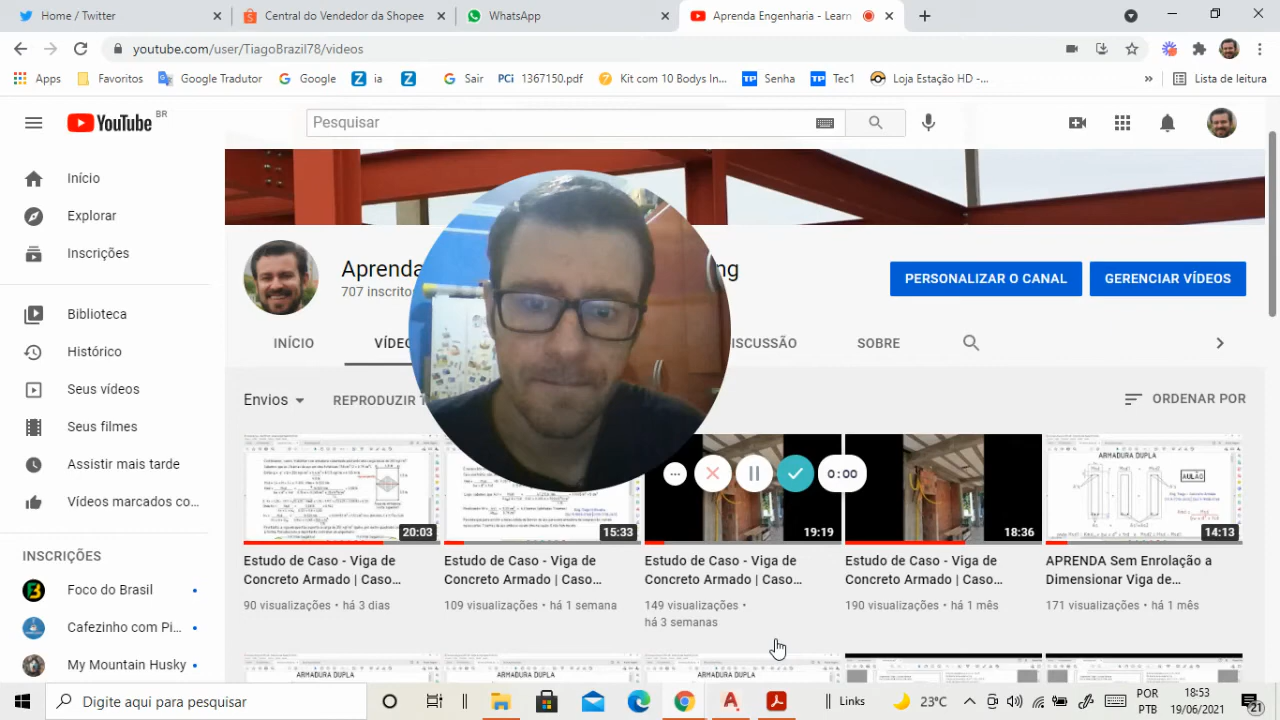 Início / Twitter
Central do Vendedor da Shopee
WhatsApp
Aprenda Engenharia - Learn
youtube.com/user/TiagoBrazil78/videos
Apps
Favoritos
Google Tradutor
Google
ia
Sair
PCi 1367150.pdf
Kit com 10 Bodys In...
TP Senha
TP Tec1
Loja Estação HD -...
»
Lista de leitura
YouTube BR
Pesquisar
Início
Explorar
Inscrições
Biblioteca
Histórico
Seus vídeos
Seus filmes
Assistir mais tarde
Vídeos marcados co...
INSCRIÇÕES
Foco do Brasil
Cafezinho com Pi...
My Mountain Husky
Aprenda
ng
707 inscritos
PERSONALIZAR O CANAL
GERENCIAR VÍDEOS
INÍCIO
VÍDEO
ISCUSSÃO
SOBRE
Envios
REPRODUZIR T
ORDENAR POR
0:00
ARMADURA DUPLA
AULÃO
20:03
15:33
19:19
18:36
14:13
Estudo de Caso - Viga de
Concreto Armado | Caso...
90 visualizações • há 3 dias
Estudo de Caso - Viga de
Concreto Armado | Caso...
109 visualizações • há 1 semana
Estudo de Caso - Viga de
Concreto Armado | Caso...
149 visualizações •
há 3 semanas
Estudo de Caso - Viga de
Concreto Armado | Caso...
190 visualizações • há 1 mês
APRENDA Sem Enrolação a
Dimensionar Viga de...
171 visualizações • há 1 mês
ARMADURA DUPLA
ARMADURA DUPLA
ARMADURA DUPLA
Digite aqui para pesquisar
Links
23°C
POR
PTB
18:53
19/06/2021
21